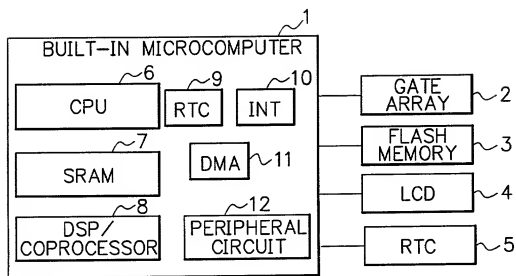 1
BUILT-IN MICROCOMPUTER
6
9
10
CPU
RTC
INT
GATE
ARRAY
2
7
FLASH
MEMORY
3
SRAM
DMA
11
LCD
4
8
12
DSP/
COPROCESSOR
PERIPHERAL
CIRCUIT
RTC
5